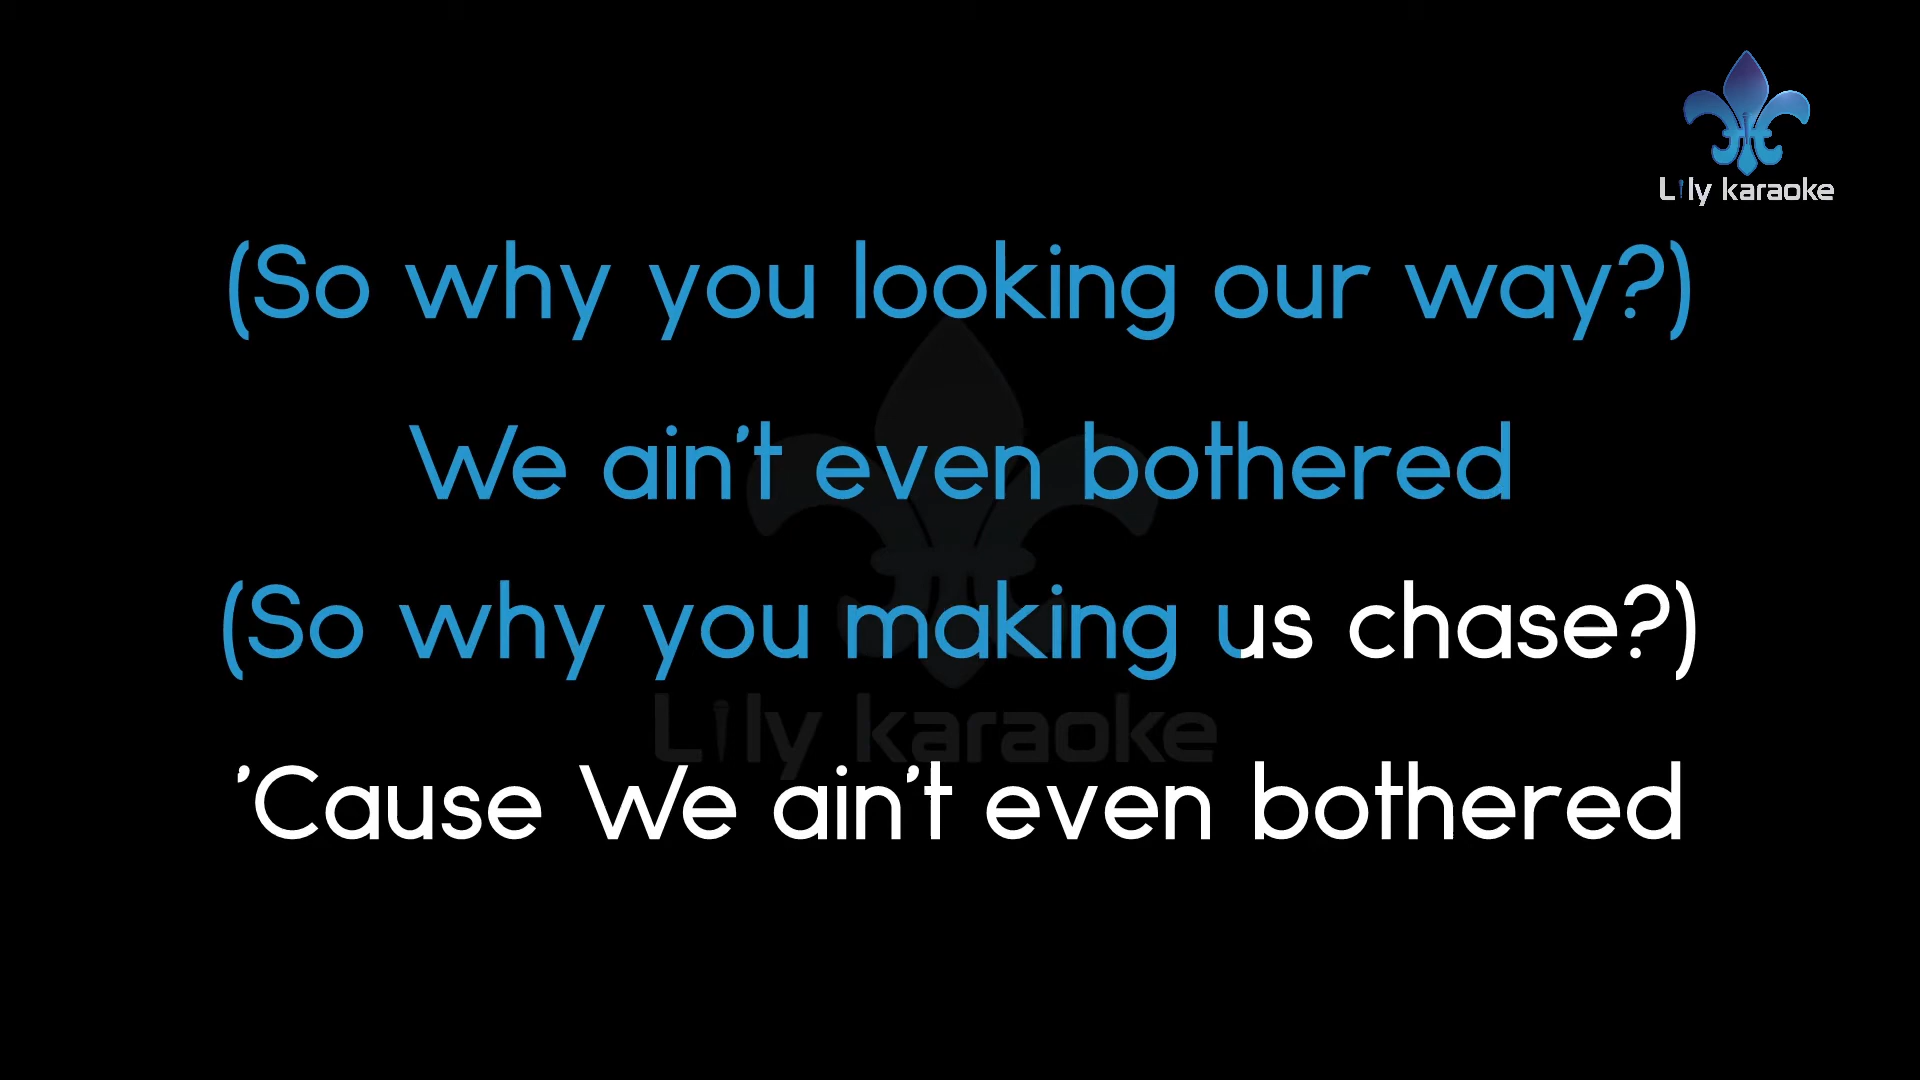 Lily karaoke
(So why you looking our way?)
We ain’t even bothered
(So why you making us chase?)
Lily karaoke
’Cause We ain’t even bothered